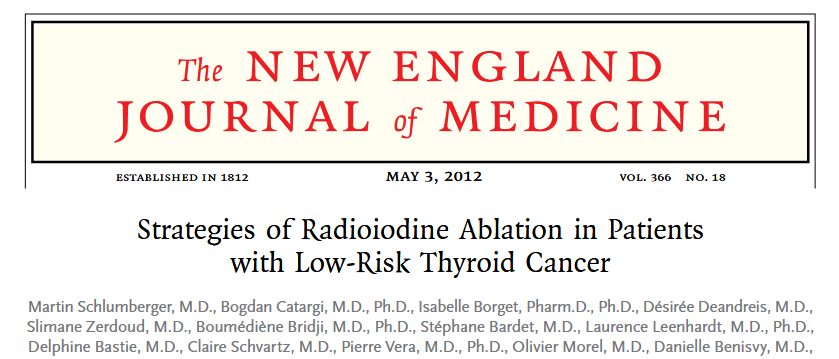 The NEW ENGLAND
JOURNAL of MEDICINE
ESTABLISHED IN 1812 MAY 3, 2012 VOL. 366 NO. 18
Strategies of Radioiodine Ablation in Patients
with Low-Risk Thyroid Cancer
Martin Schlumberger, M.D., Bogdan Catargi, M.D., Ph.D., Isabelle Borget, Pharm.D., Ph.D., Désirée Deandreis, M.D.,
Slimane Zerdoud, M.D., Boumédiène Bridji, M.D., Ph.D., Stéphane Bardet, M.D., Laurence Leenhardt, M.D., Ph.D.,
Delphine Bastie, M.D., Claire Schvartz, M.D., Pierre Vera, M.D., Ph.D., Olivier Morel, M.D., Danielle Benisvy, M.D.,